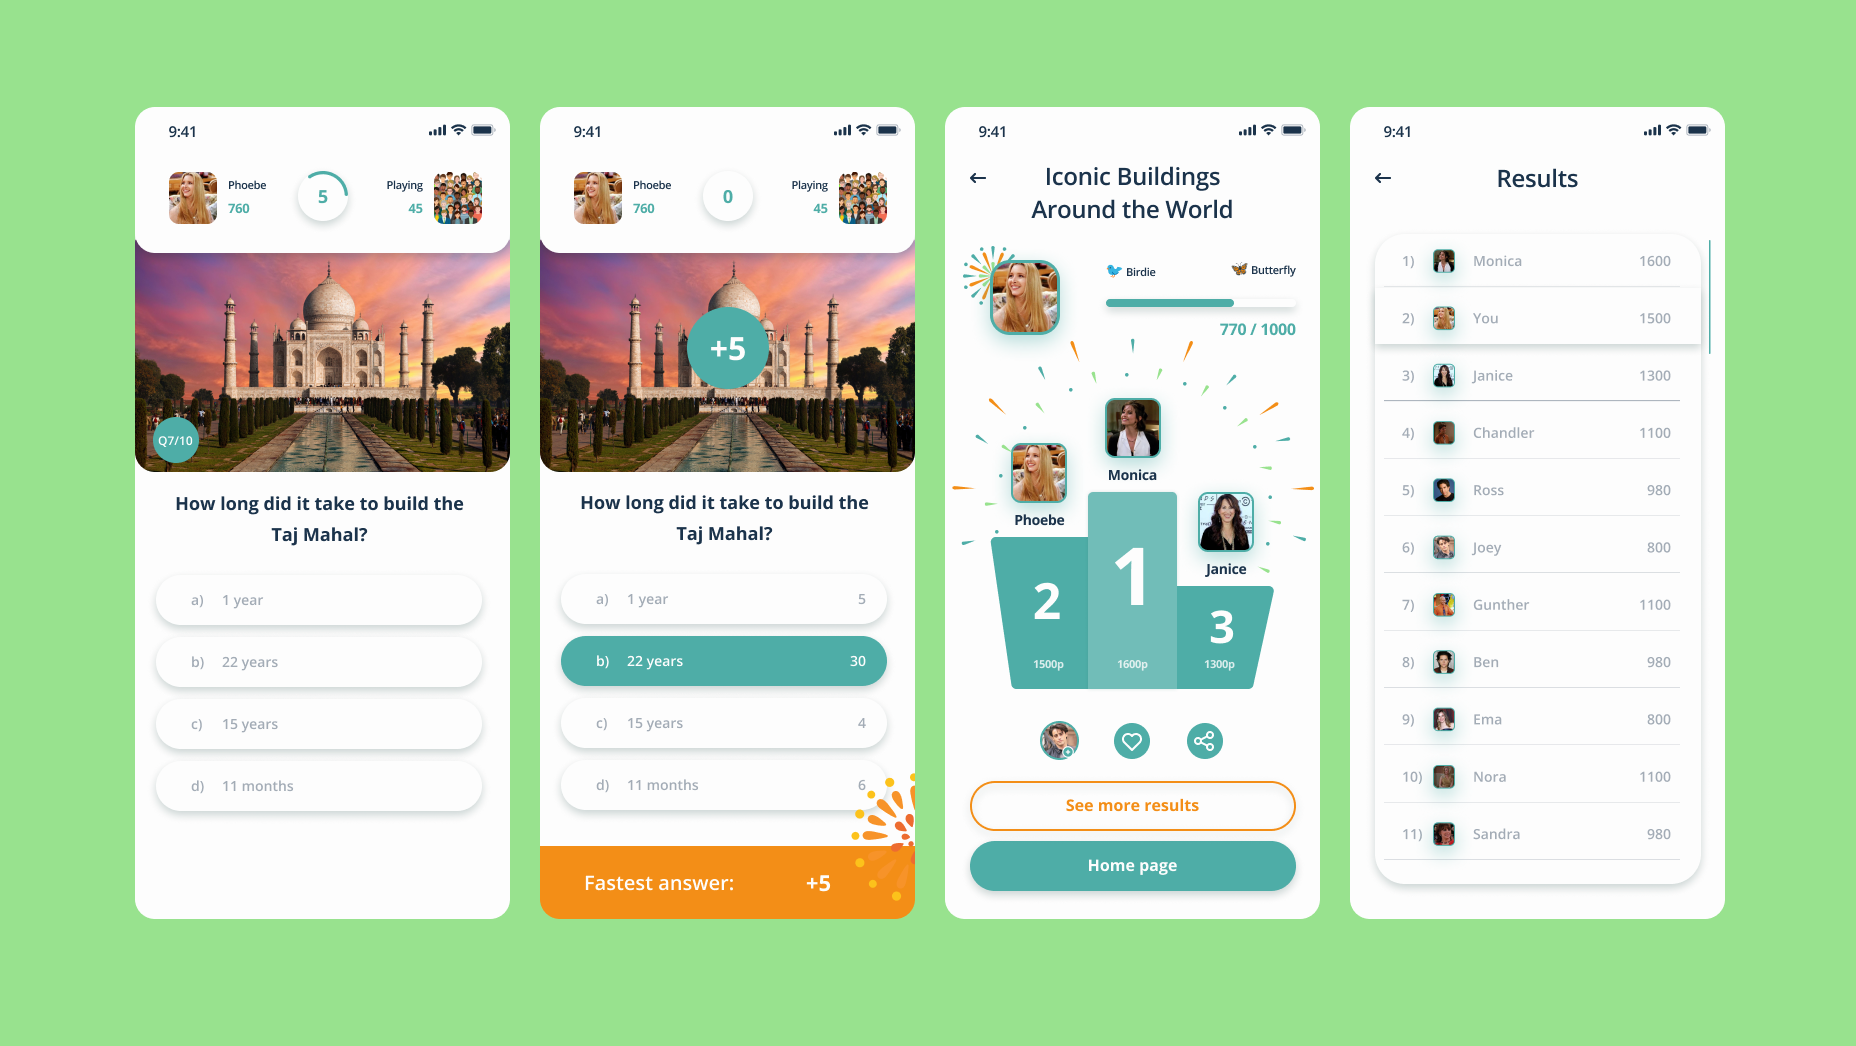 9:41
Phoebe
760
5
Playing
45
Q7/10
How long did it take to build the
Taj Mahal?
a) 1 year
b) 22 years
c) 15 years
d) 11 months
9:41
Phoebe
760
0
Playing
45
+5
How long did it take to build the
Taj Mahal?
a) 1 year 5
b) 22 years 30
c) 15 years 4
d) 11 months 6
Fastest answer: +5
9:41
Iconic Buildings
Around the World
Birdie
Butterfly
770 / 1000
Monica
Phoebe
Janice
1
2
3
1500p
1600p
1300p
See more results
Home page
9:41
Results
1) Monica 1600
2) You 1500
3) Janice 1300
4) Chandler 1100
5) Ross 980
6) Joey 800
7) Gunther 1100
8) Ben 980
9) Ema 800
10) Nora 1100
11) Sandra 980